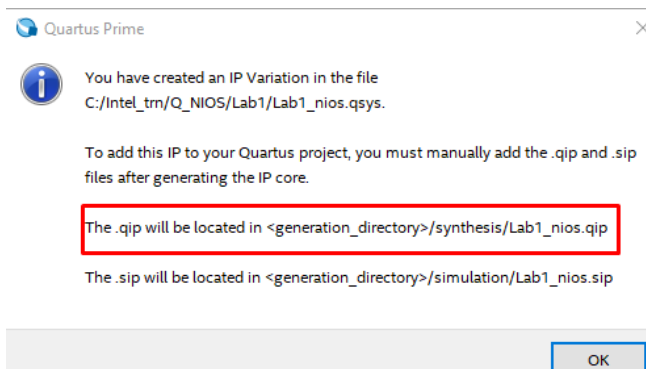 Quartus Prime
You have created an IP Variation in the file
C:/Intel_trn/Q_NIOS/Lab1/Lab1_nios.qsys.
To add this IP to your Quartus project, you must manually add the .qip and .sip
files after generating the IP core.
The .qip will be located in <generation_directory>/synthesis/Lab1_nios.qip
The .sip will be located in <generation_directory>/simulation/Lab1_nios.sip
OK